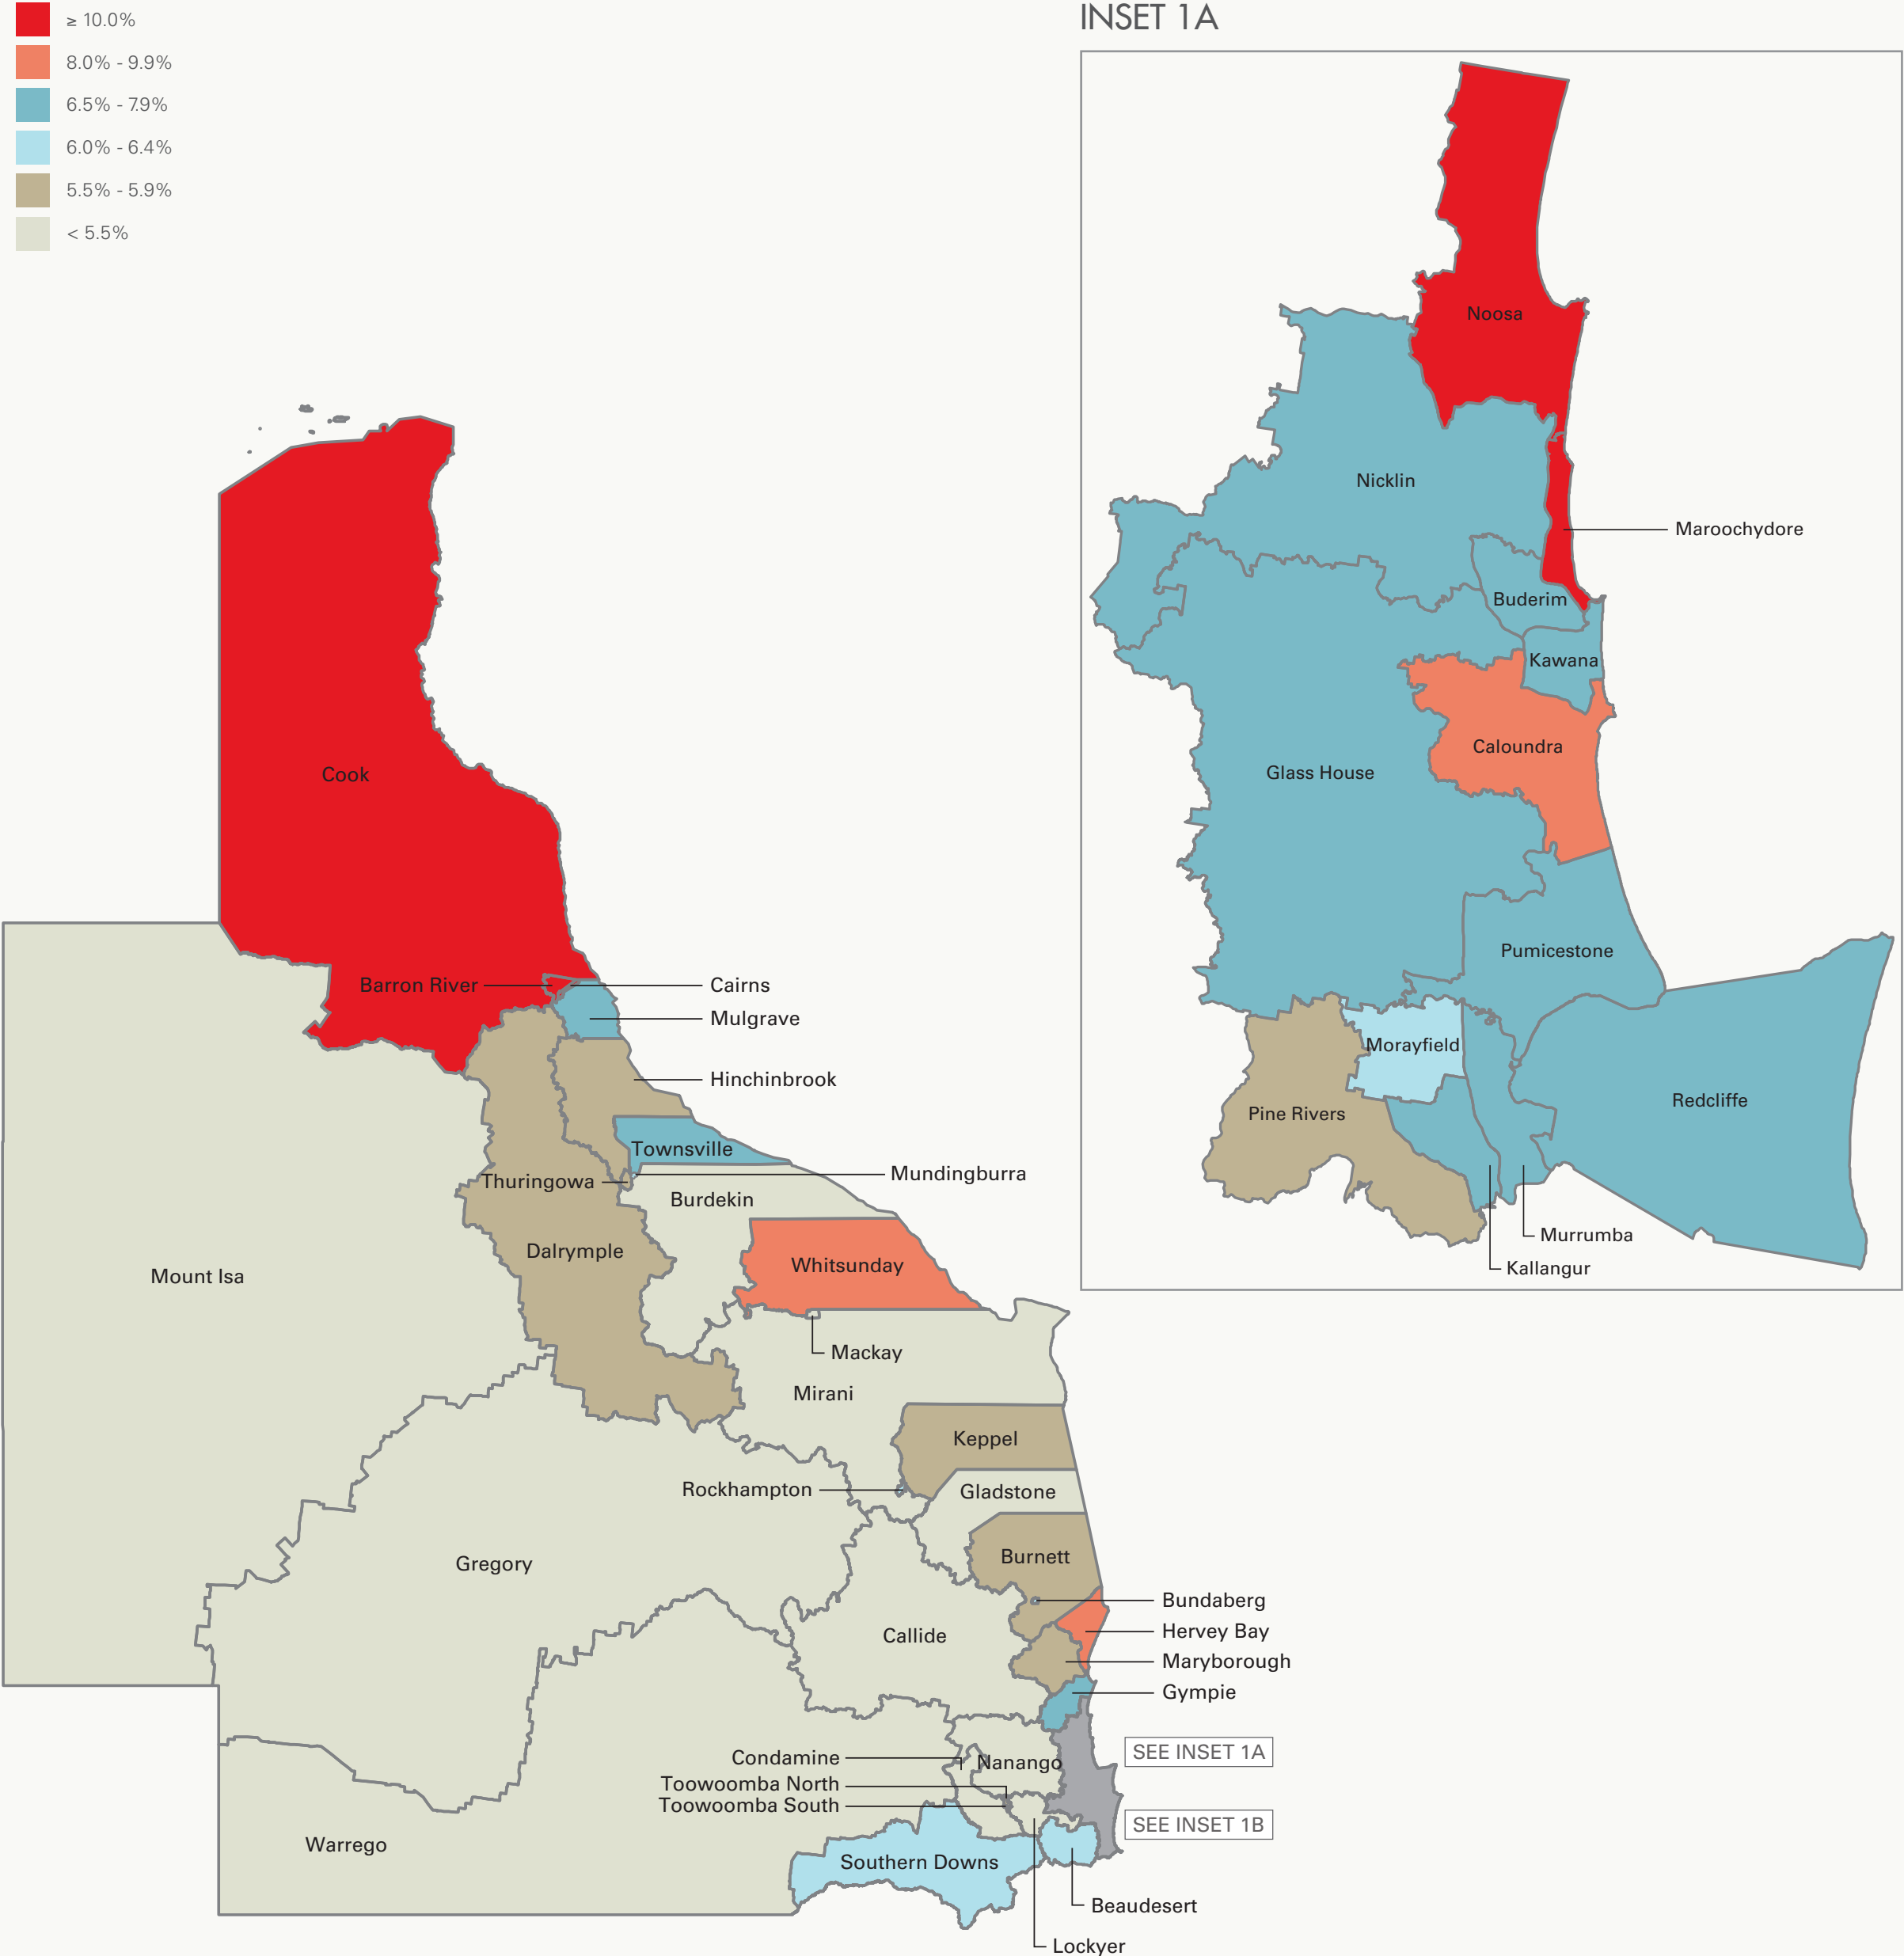 ≥ 10.0%
8.0% - 9.9%
6.5% - 7.9%
6.0% - 6.4%
5.5% - 5.9%
< 5.5%
INSET 1A
Noosa
Nicklin
Maroochydore
Buderim
Kawana
Caloundra
Glass House
Pumicestone
Morayfield
Pine Rivers
Redcliffe
Murrumba
Kallangur
Cook
Barron River
Cairns
Mulgrave
Hinchinbrook
Townsville
Mundingburra
Thuringowa
Burdekin
Dalrymple
Whitsunday
Mount Isa
Mackay
Mirani
Keppel
Rockhampton
Gladstone
Gregory
Burnett
Bundaberg
Hervey Bay
Callide
Maryborough
Gympie
SEE INSET 1A
Condamine
Nanango
Toowoomba North
Toowoomba South
SEE INSET 1B
Warrego
Southern Downs
Beaudesert
Lockyer